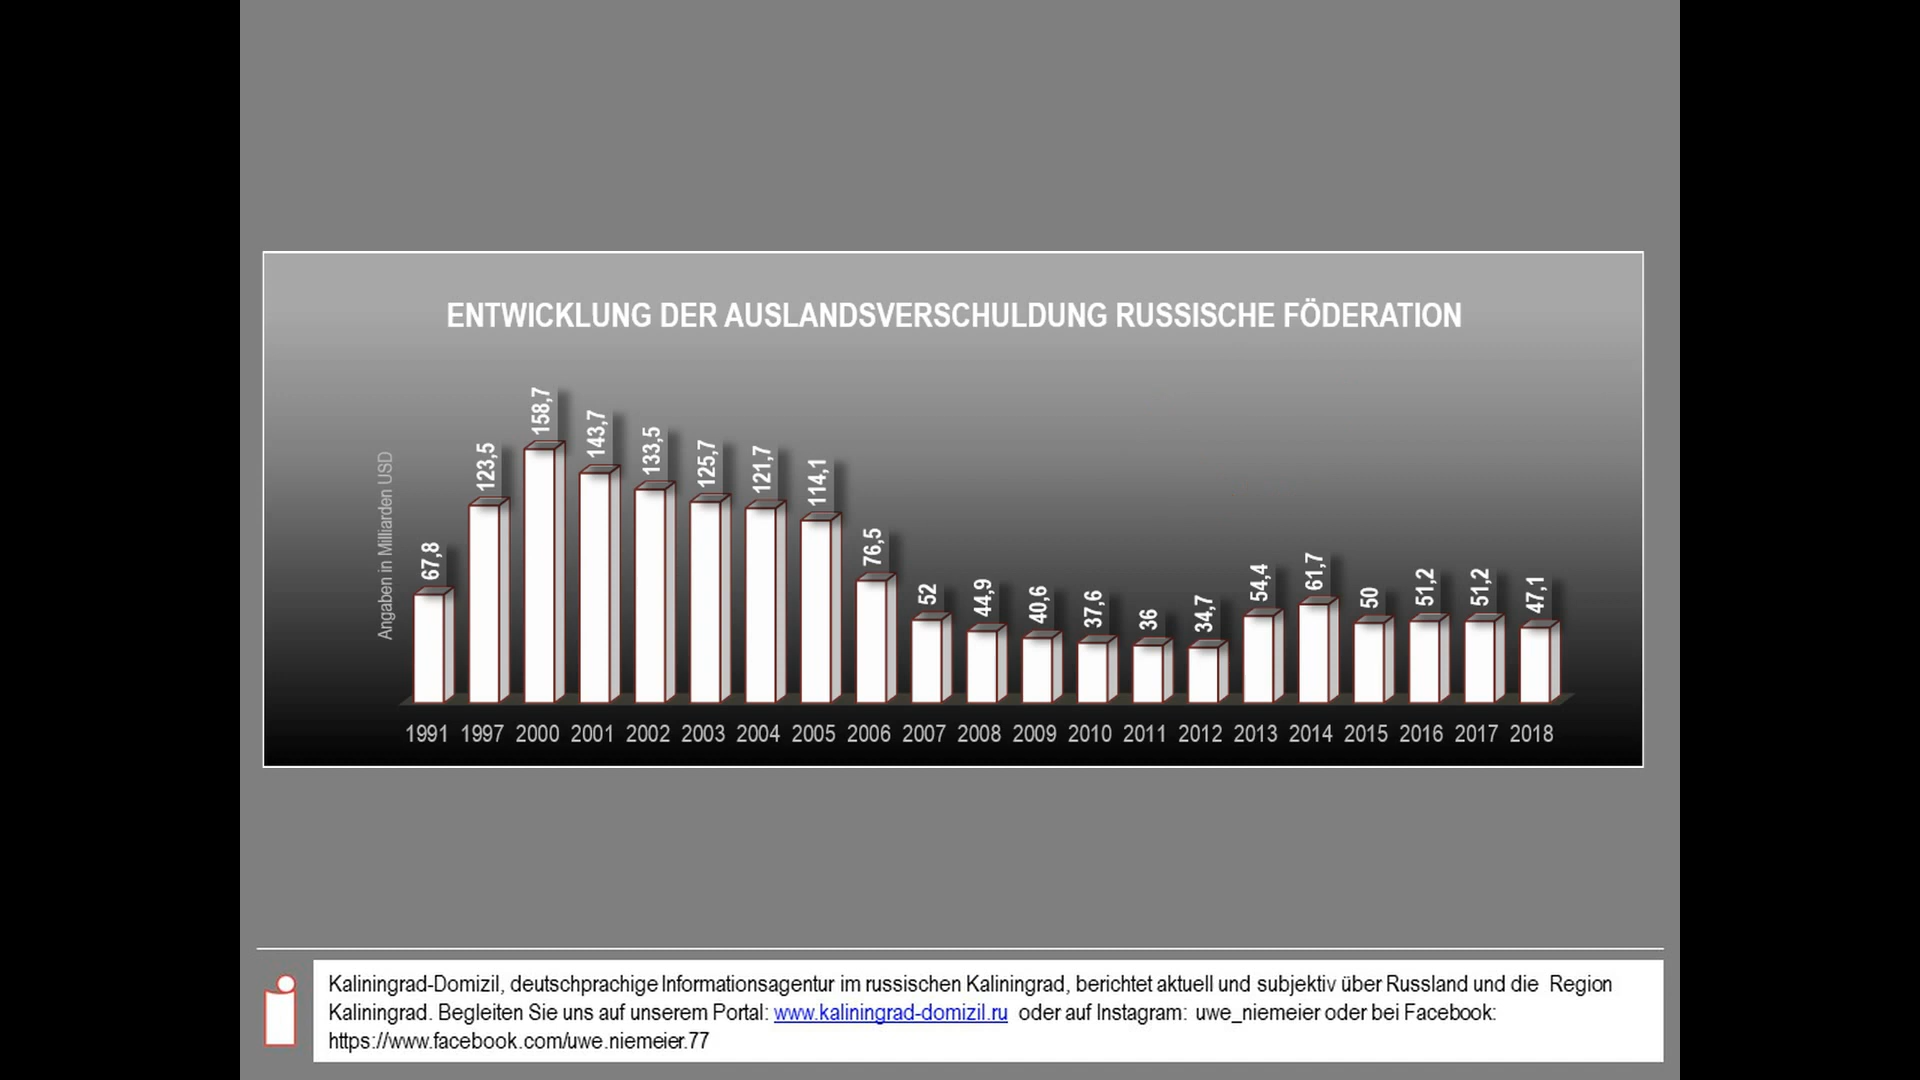 ENTWICKLUNG DER AUSLANDSVERSCHULDUNG RUSSISCHE FÖDERATION
Angaben in Milliarden USD
67,8 123,5 158,7 143,7 133,5 125,7 121,7 114,1 76,5 52 44,9 40,6 37,6 36 34,7 54,4 61,7 50 51,2 51,2 47,1
1991 1997 2000 2001 2002 2003 2004 2005 2006 2007 2008 2009 2010 2011 2012 2013 2014 2015 2016 2017 2018
Kaliningrad-Domizil, deutschprachige Informationsagentur im russischen Kaliningrad, berichtet aktuell und subjektiv über Russland und die Region
Kaliningrad. Begleiten Sie uns auf unserem Portal: www.kaliningrad-domizil.ru oder auf Instagram: uwe_niemeier oder bei Facebook:
https://www.facebook.com/uwe.niemeier.77